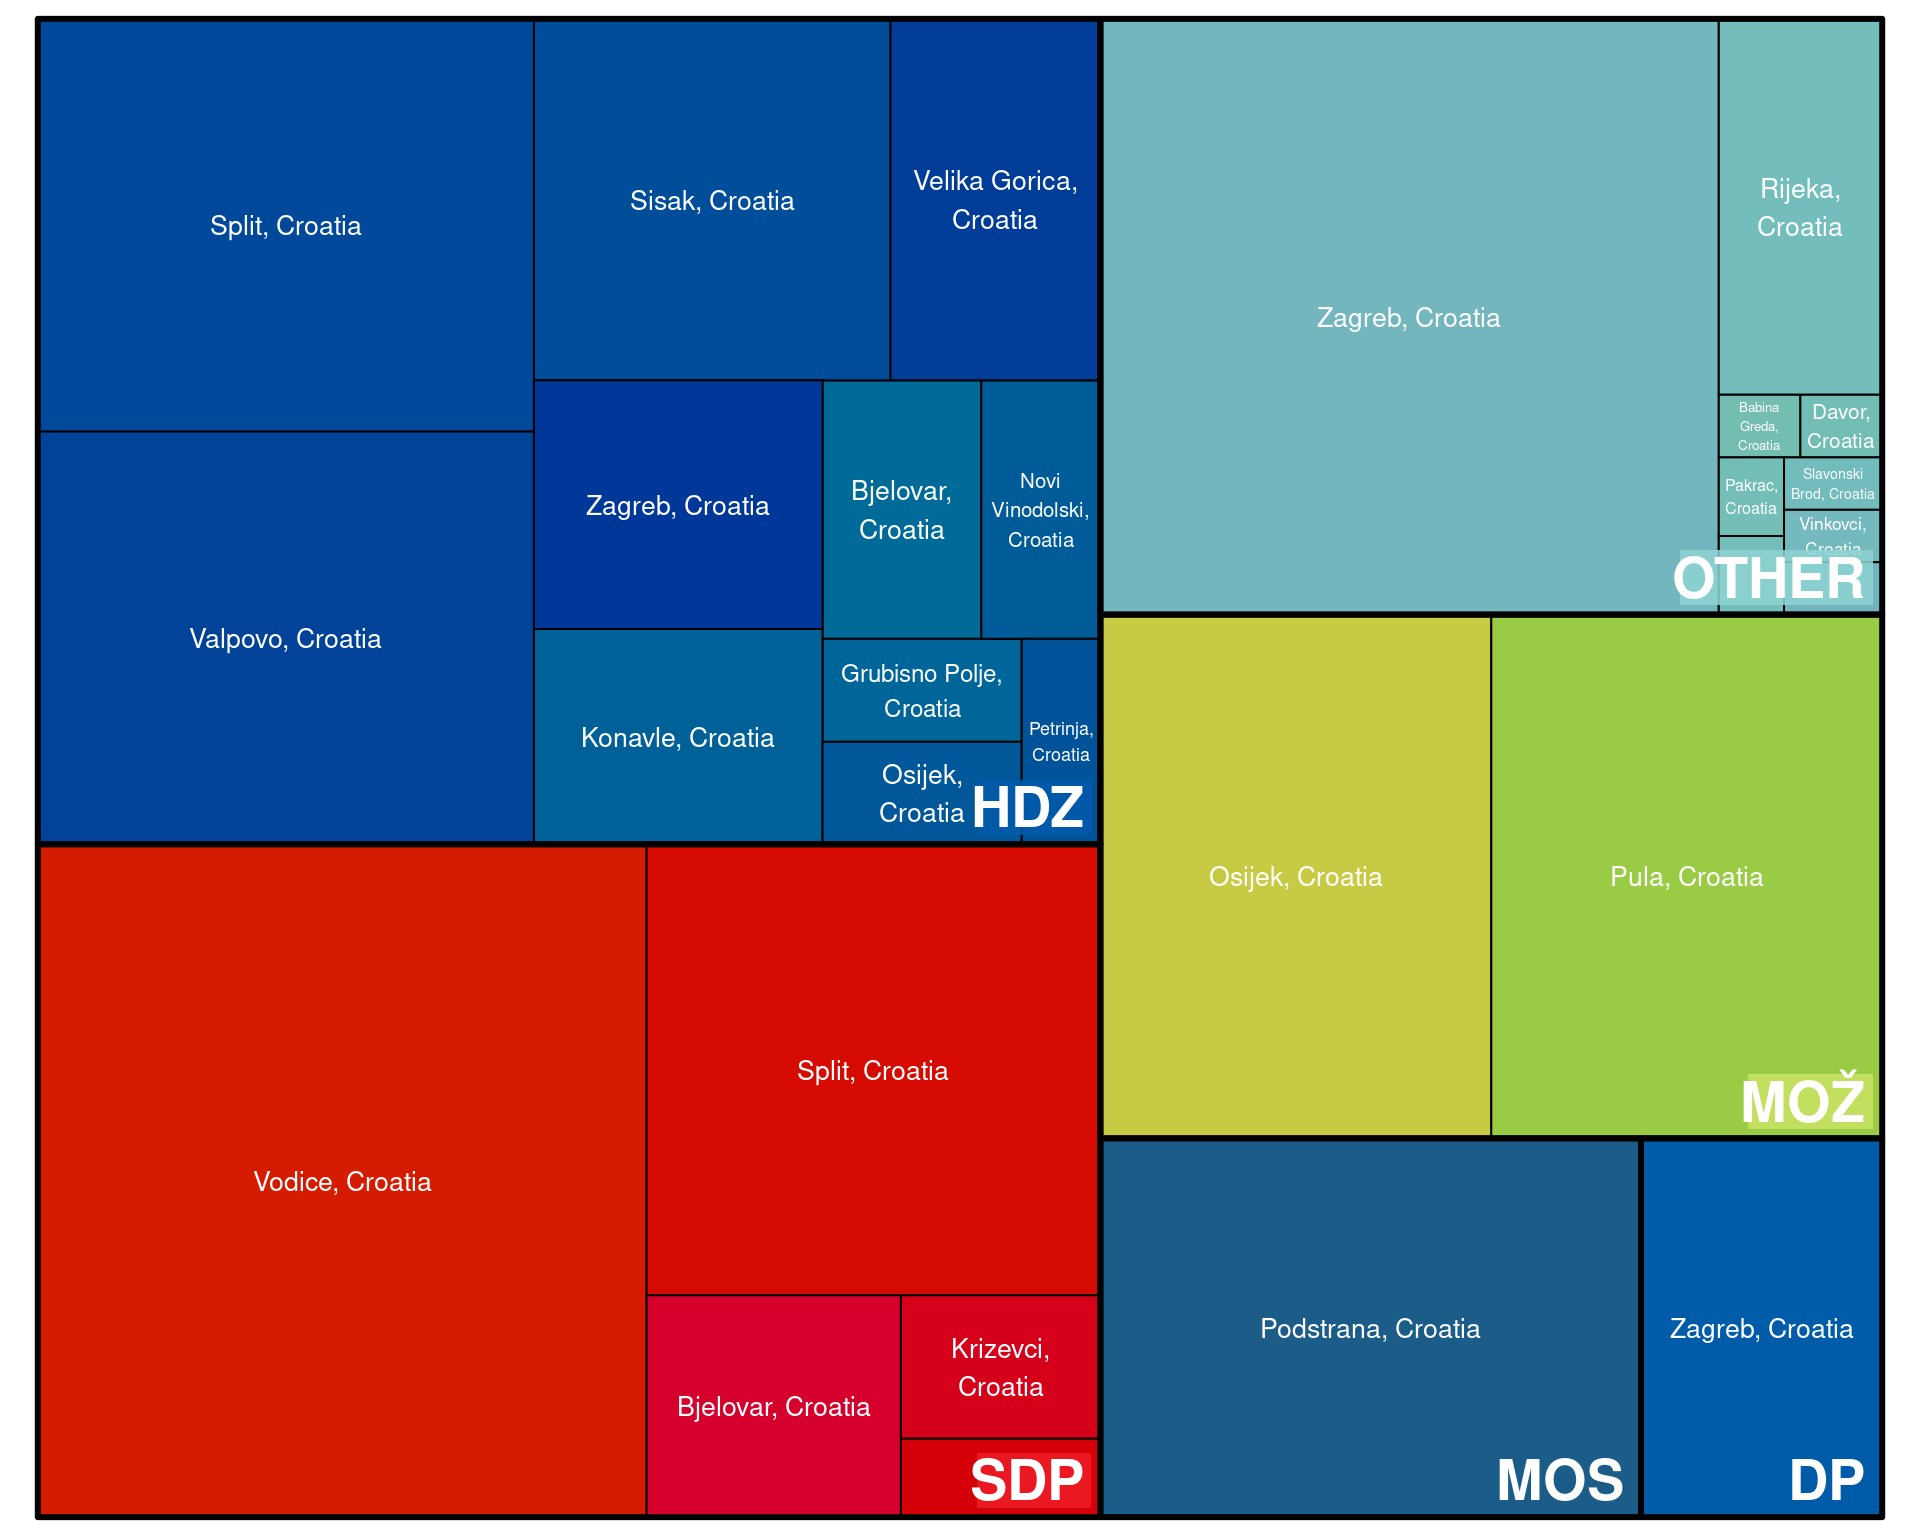 Split, Croatia
Sisak, Croatia
Velika Gorica,
Croatia
Valpovo, Croatia
Zagreb, Croatia
Bjelovar,
Croatia
Novi
Vinodolski,
Croatia
Konavle, Croatia
Grubisno Polje,
Croatia
Osijek,
Croatia
Petrinja,
Croatia
HDZ
Zagreb, Croatia
Rijeka,
Croatia
Babina
Greda,
Croatia
Davor,
Croatia
Pakrac,
Croatia
Slavonski
Brod, Croatia
Vinkovci,
Croatia
OTHER
Vodice, Croatia
Split, Croatia
Bjelovar, Croatia
Krizevci,
Croatia
SDP
Osijek, Croatia
Pula, Croatia
MOŽ
Podstrana, Croatia
MOS
Zagreb, Croatia
DP